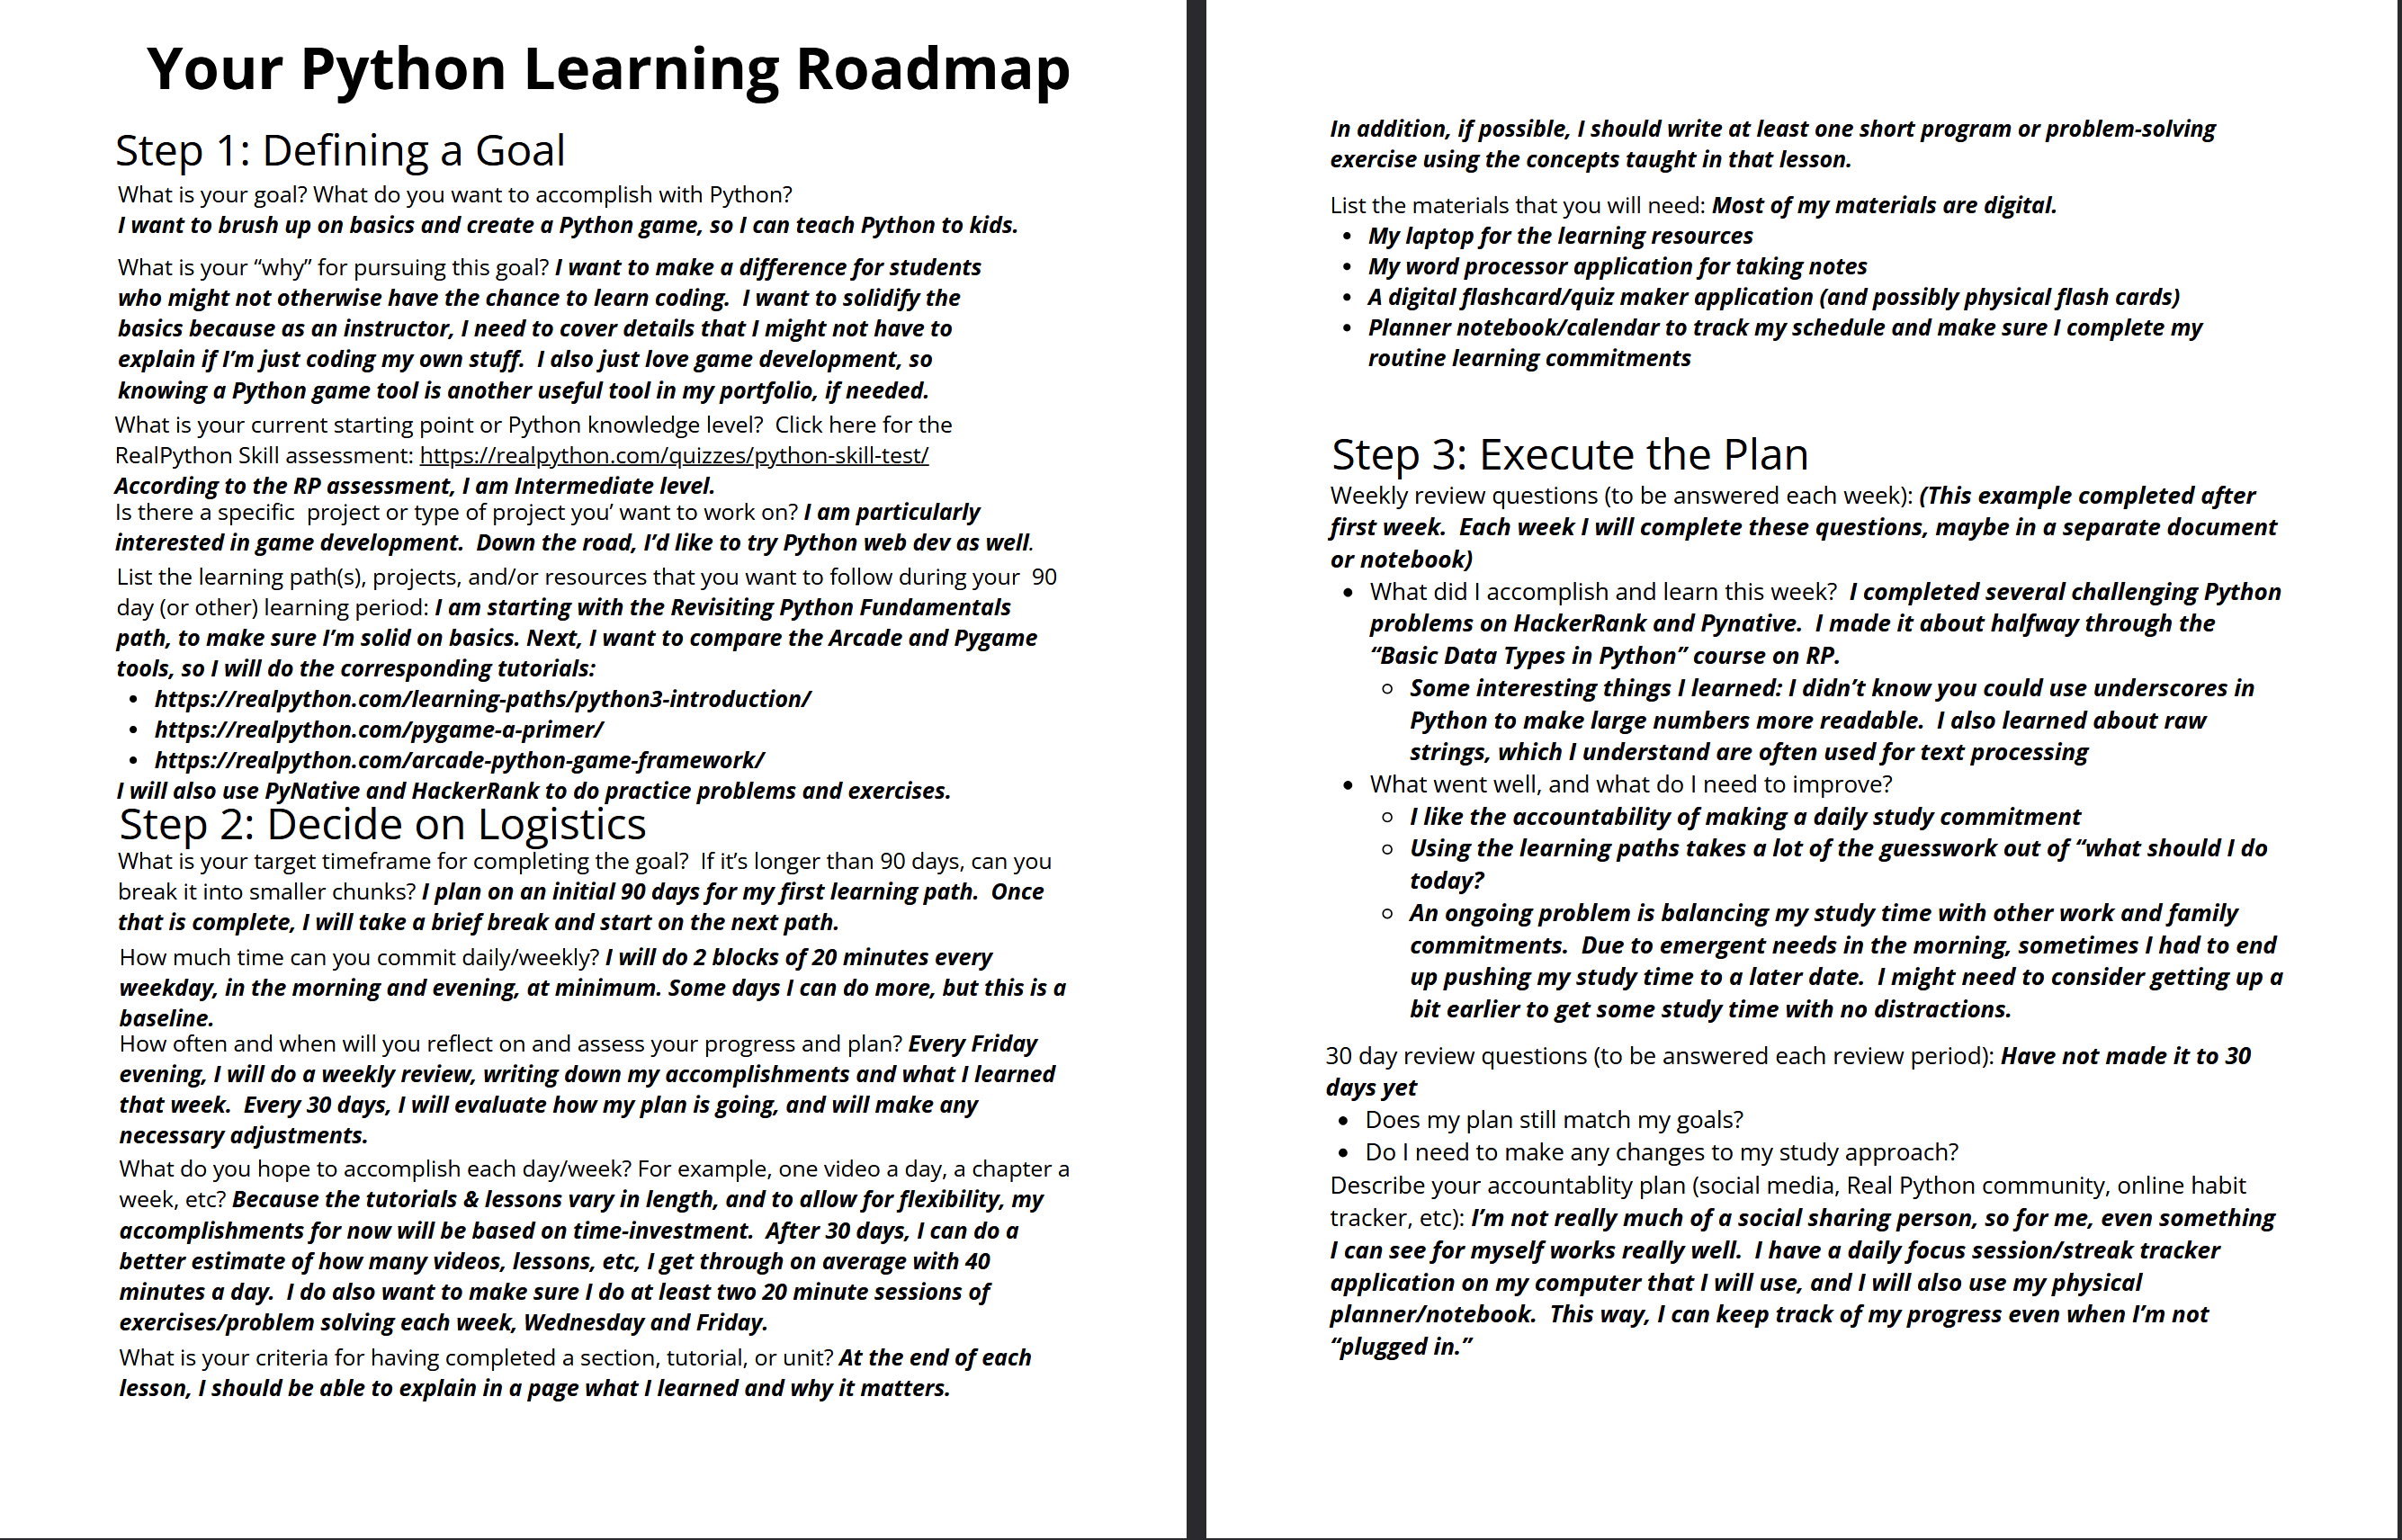 Your Python Learning Roadmap
Step 1: Defining a Goal
What is your goal? What do you want to accomplish with Python?
I want to brush up on basics and create a Python game, so I can teach Python to kids.
What is your “why” for pursuing this goal? I want to make a difference for students
who might not otherwise have the chance to learn coding.  I want to solidify the
basics because as an instructor, I need to cover details that I might not have to
explain if I’m just coding my own stuff.  I also just love game development, so
knowing a Python game tool is another useful tool in my portfolio, if needed.
What is your current starting point or Python knowledge level?  Click here for the
RealPython Skill assessment: https://realpython.com/quizzes/python-skill-test/
According to the RP assessment, I am Intermediate level.
Is there a specific  project or type of project you’ want to work on? I am particularly
interested in game development.  Down the road, I’d like to try Python web dev as well.
List the learning path(s), projects, and/or resources that you want to follow during your  90
day (or other) learning period: I am starting with the Revisiting Python Fundamentals
path, to make sure I’m solid on basics. Next, I want to compare the Arcade and Pygame
tools, so I will do the corresponding tutorials:
• https://realpython.com/learning-paths/python3-introduction/
• https://realpython.com/pygame-a-primer/
• https://realpython.com/arcade-python-game-framework/
I will also use PyNative and HackerRank to do practice problems and exercises.
Step 2: Decide on Logistics
What is your target timeframe for completing the goal?  If it’s longer than 90 days, can you
break it into smaller chunks? I plan on an initial 90 days for my first learning path.  Once
that is complete, I will take a brief break and start on the next path.
How much time can you commit daily/weekly? I will do 2 blocks of 20 minutes every
weekday, in the morning and evening, at minimum. Some days I can do more, but this is a
baseline.
How often and when will you reflect on and assess your progress and plan? Every Friday
evening, I will do a weekly review, writing down my accomplishments and what I learned
that week.  Every 30 days, I will evaluate how my plan is going, and will make any
necessary adjustments.
What do you hope to accomplish each day/week? For example, one video a day, a chapter a
week, etc? Because the tutorials & lessons vary in length, and to allow for flexibility, my
accomplishments for now will be based on time-investment.  After 30 days, I can do a
better estimate of how many videos, lessons, etc, I get through on average with 40
minutes a day.  I do also want to make sure I do at least two 20 minute sessions of
exercises/problem solving each week, Wednesday and Friday.
What is your criteria for having completed a section, tutorial, or unit? At the end of each
lesson, I should be able to explain in a page what I learned and why it matters.
In addition, if possible, I should write at least one short program or problem-solving
exercise using the concepts taught in that lesson.
List the materials that you will need: Most of my materials are digital.
• My laptop for the learning resources
• My word processor application for taking notes
• A digital flashcard/quiz maker application (and possibly physical flash cards)
• Planner notebook/calendar to track my schedule and make sure I complete my
routine learning commitments
Step 3: Execute the Plan
Weekly review questions (to be answered each week): (This example completed after
first week.  Each week I will complete these questions, maybe in a separate document
or notebook)
• What did I accomplish and learn this week?  I completed several challenging Python
problems on HackerRank and Pynative.  I made it about halfway through the
“Basic Data Types in Python” course on RP.
○ Some interesting things I learned: I didn’t know you could use underscores in
Python to make large numbers more readable.  I also learned about raw
strings, which I understand are often used for text processing
• What went well, and what do I need to improve?
○ I like the accountability of making a daily study commitment
○ Using the learning paths takes a lot of the guesswork out of “what should I do
today?
○ An ongoing problem is balancing my study time with other work and family
commitments.  Due to emergent needs in the morning, sometimes I had to end
up pushing my study time to a later date.  I might need to consider getting up a
bit earlier to get some study time with no distractions.
30 day review questions (to be answered each review period): Have not made it to 30
days yet
• Does my plan still match my goals?
• Do I need to make any changes to my study approach?
Describe your accountablity plan (social media, Real Python community, online habit
tracker, etc): I’m not really much of a social sharing person, so for me, even something
I can see for myself works really well.  I have a daily focus session/streak tracker
application on my computer that I will use, and I will also use my physical
planner/notebook.  This way, I can keep track of my progress even when I’m not
“plugged in.”